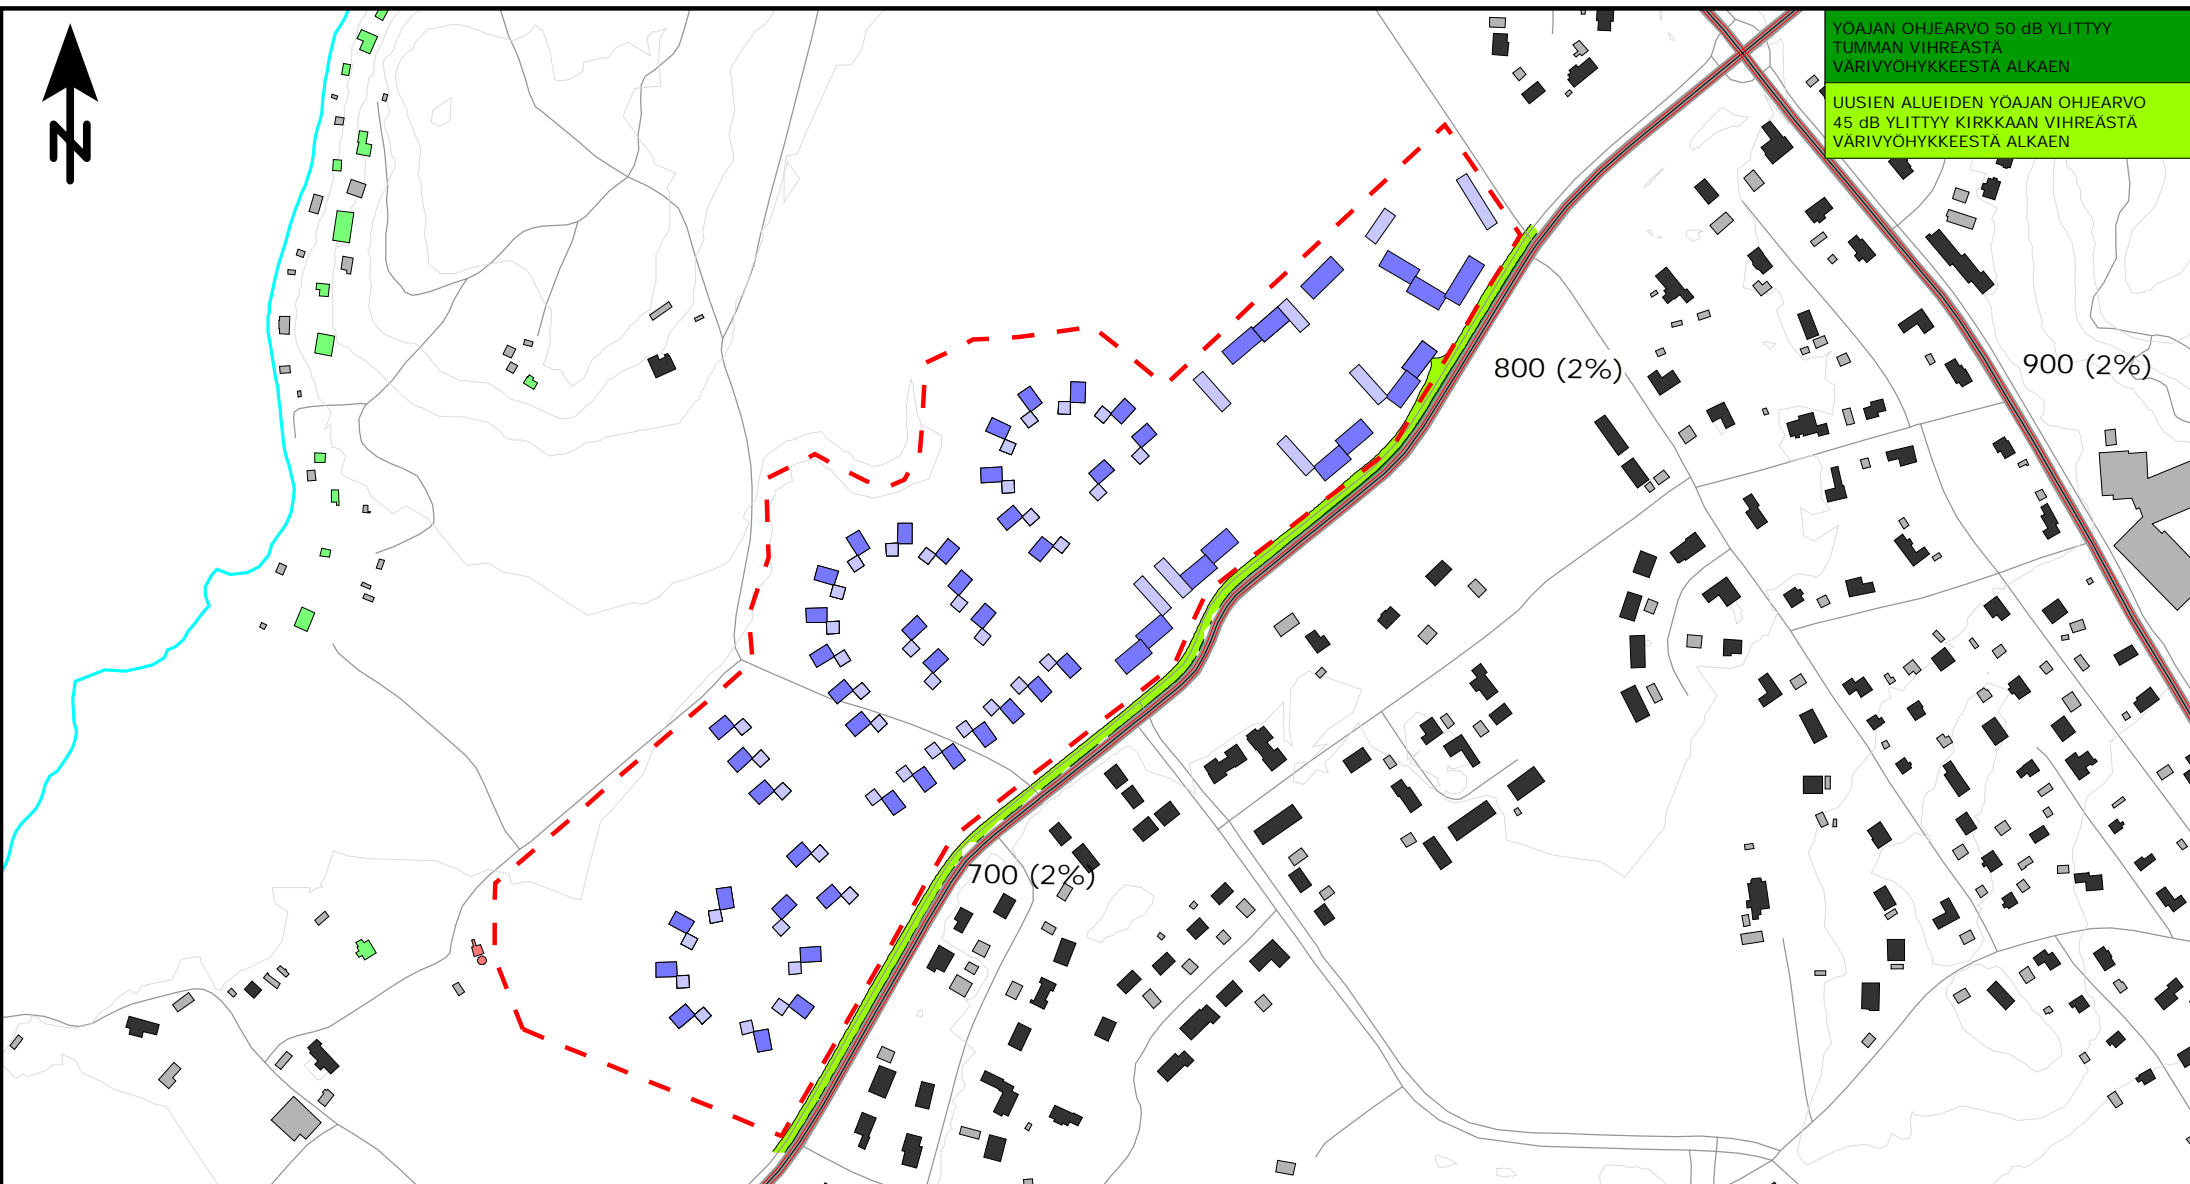 YÖAJAN OHJEARVO 50 dB YLITTYY
TUMMAN VIHREÄSTÄ
VÄRIVYÖHYKKEESTÄ ALKAEN
UUSIEN ALUEIDEN YÖAJAN OHJEARVO
45 dB YLITTYY KIRKKAAN VIHREÄSTÄ
VÄRIVYÖHYKKEESTÄ ALKAEN
N
800 (2%)
900 (2%)
700 (2%)